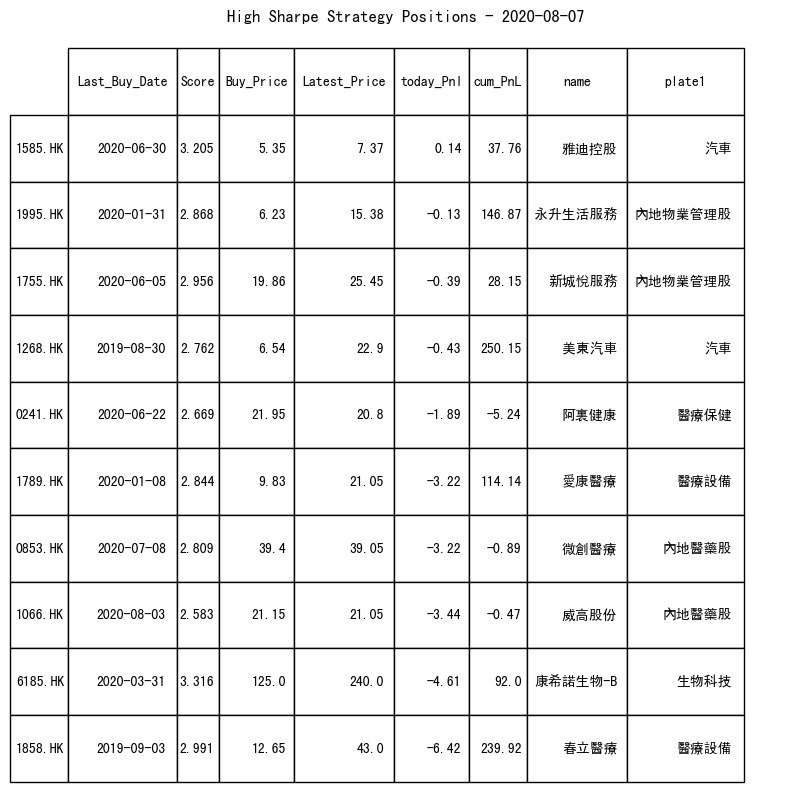 High Sharpe Strategy Positions - 2020-08-07
Last_Buy_Date Score Buy_Price Latest_Price today_Pnl cum_PnL name plate1
1585.HK 2020-06-30 3.205 5.35 7.37 0.14 37.76 雅迪控股 汽車
1995.HK 2020-01-31 2.868 6.23 15.38 -0.13 146.87 永升生活服務 內地物業管理股
1755.HK 2020-06-05 2.956 19.86 25.45 -0.39 28.15 新城悅服務 內地物業管理股
1268.HK 2019-08-30 2.762 6.54 22.9 -0.43 250.15 美東汽車 汽車
0241.HK 2020-06-22 2.669 21.95 20.8 -1.89 -5.24 阿裏健康 醫療保健
1789.HK 2020-01-08 2.844 9.83 21.05 -3.22 114.14 愛康醫療 醫療設備
0853.HK 2020-07-08 2.809 39.4 39.05 -3.22 -0.89 微創醫療 內地醫藥股
1066.HK 2020-08-03 2.583 21.15 21.05 -3.44 -0.47 威高股份 內地醫藥股
6185.HK 2020-03-31 3.316 125.0 240.0 -4.61 92.0 康希諾生物-B 生物科技
1858.HK 2019-09-03 2.991 12.65 43.0 -6.42 239.92 春立醫療 醫療設備